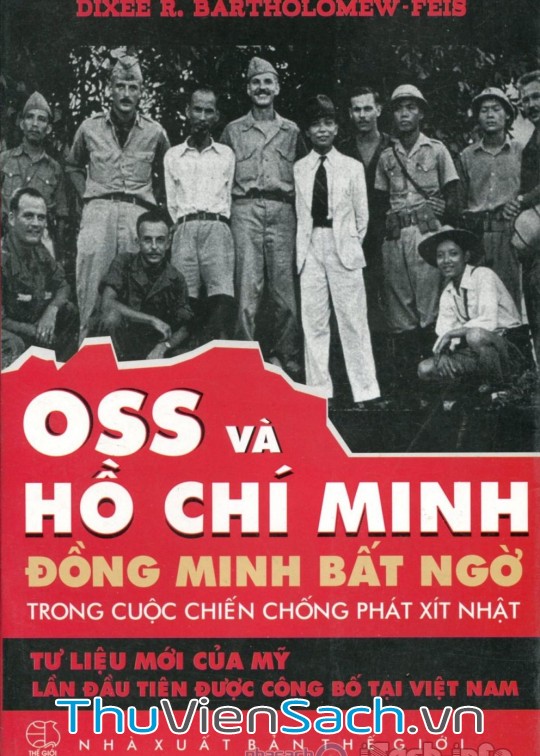 DIXEE R. BARTHOLOMEW-FEIS
OSS VÀ
HỒ CHÍ MINH
ĐỒNG MINH BẤT NGỜ
TRONG CUỘC CHIẾN CHỐNG PHÁT XÍT NHẬT
TƯ LIỆU MỚI CỦA MỸ
LẦN ĐẦU TIÊN ĐƯỢC CÔNG BỐ TẠI VIỆT NAM
ThuVienSach.vn
THẾ GIỚI
NHÀ XUẤT BẢN THẾ GIỚI